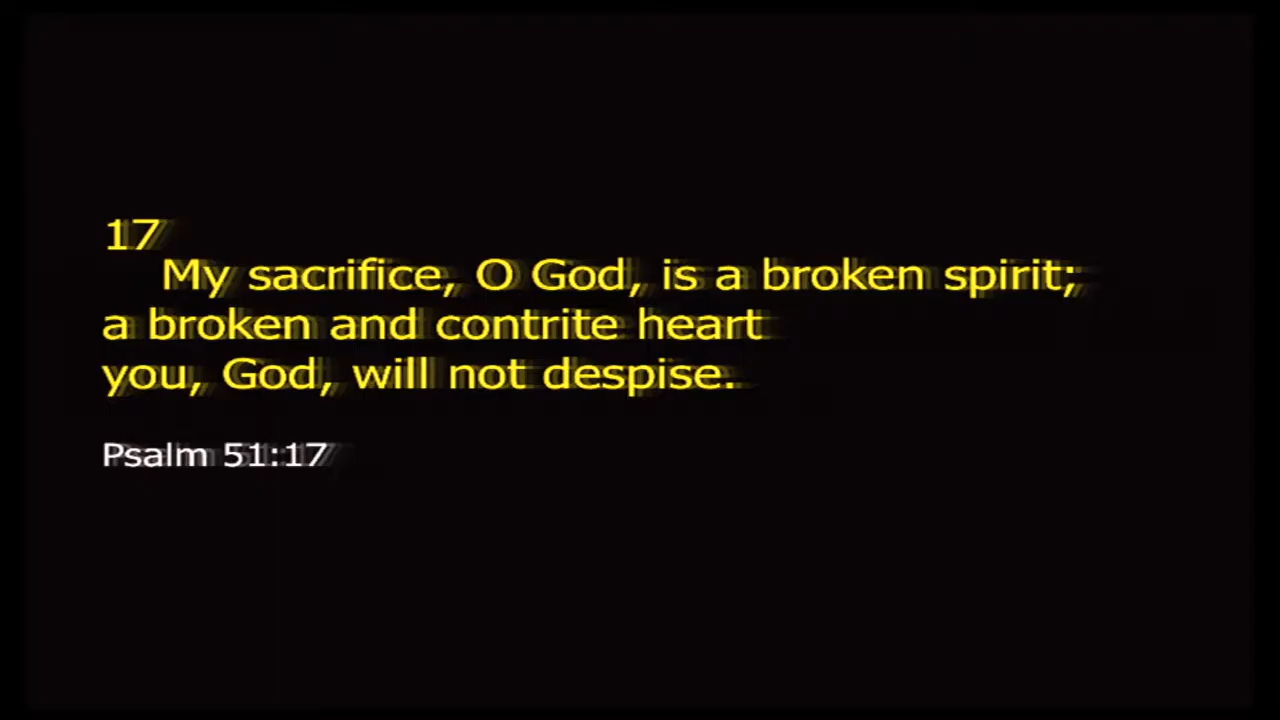 17
My sacrifice, O God, is a broken spirit;
a broken and contrite heart
you, God, will not despise.
Psalm 51:17